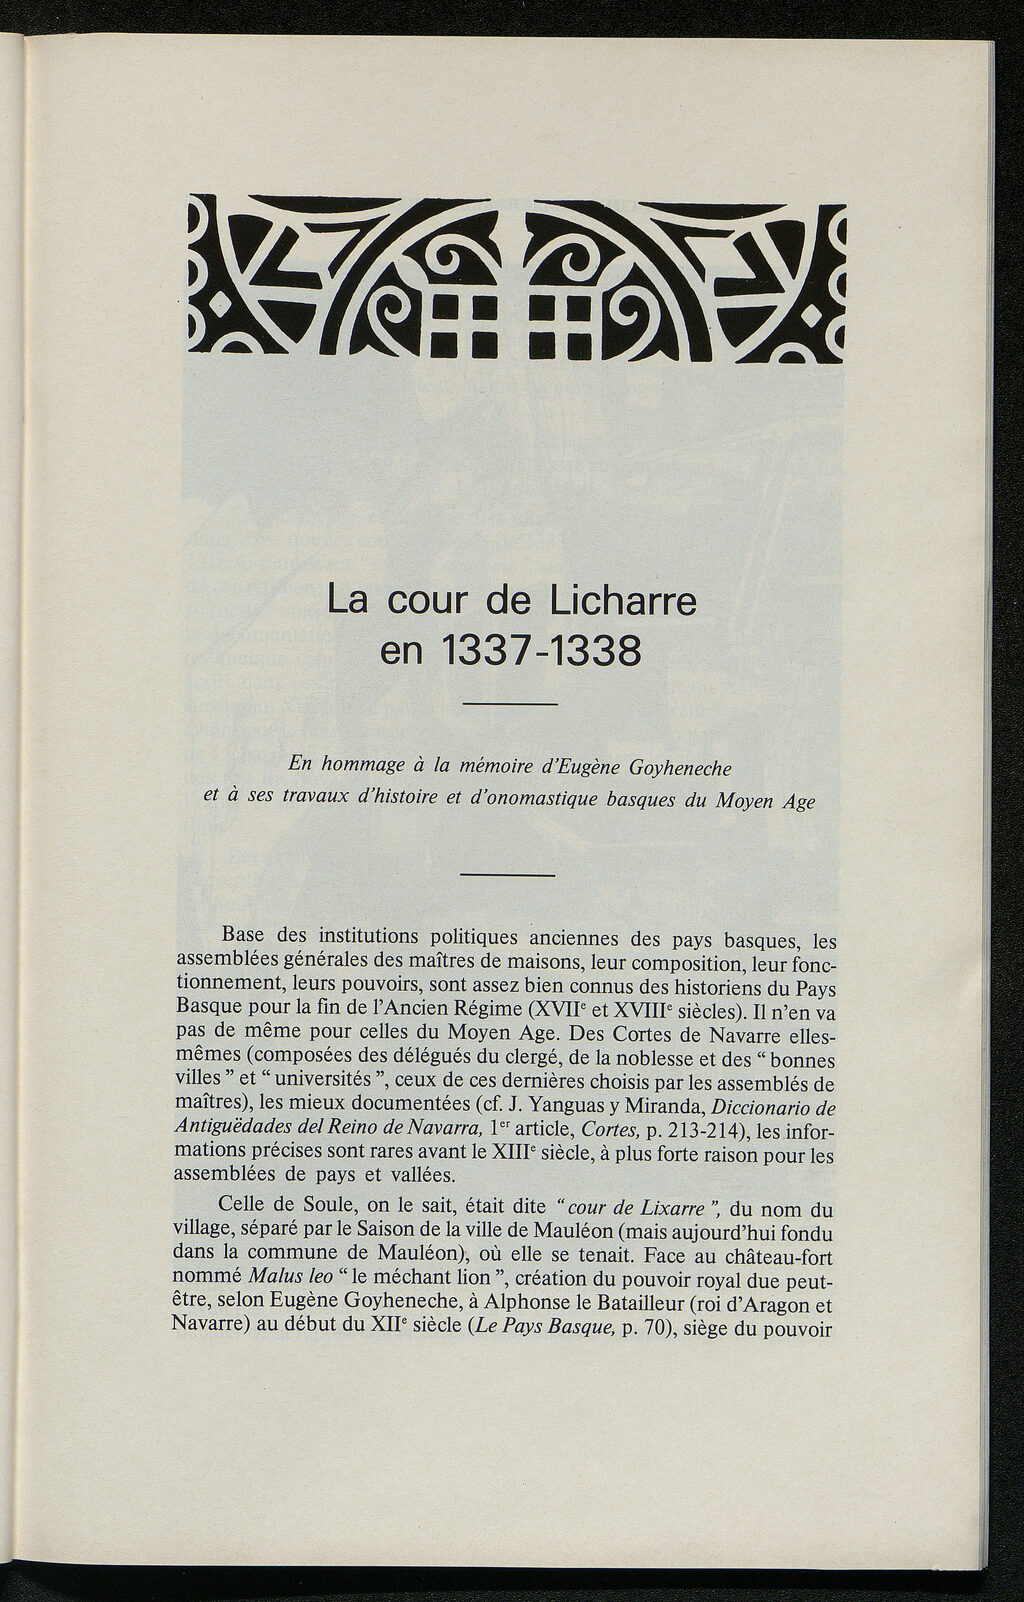 La cour de Licharre
en 1337-1338
En hommage à la mémoire d'Eugène Goyheneche
et à ses travaux d'histoire et d'onomastique basques du Moyen Age
Base des institutions politiques anciennes des pays basques, les
assemblées générales des maîtres de maisons, leur composition, leur fonc-
tionnement, leurs pouvoirs, sont assez bien connus des historiens du Pays
Basque pour la fin de l'Ancien Régime (XVIIe et XVIIIe siècles). Il n'en va
pas de même pour celles du Moyen Age. Des Cortes de Navarre elles-
mêmes (composées des délégués du clergé, de la noblesse et des “ bonnes
villes ” et “ universités ”, ceux de ces dernières choisis par les assemblés de
maîtres), les mieux documentées (cf. J. Yanguas y Miranda, Diccionario de
Antiguëdades del Reino de Navarra, 1er article, Cortes, p. 213-214), les infor-
mations précises sont rares avant le XIIIe siècle, à plus forte raison pour les
assemblées de pays et vallées.
Celle de Soule, on le sait, était dite “ cour de Lixarre ”, du nom du
village, séparé par le Saison de la ville de Mauléon (mais aujourd'hui fondu
dans la commune de Mauléon), où elle se tenait. Face au château-fort
nommé Malus leo “ le méchant lion ”, création du pouvoir royal due peut-
être, selon Eugène Goyheneche, à Alphonse le Batailleur (roi d'Aragon et
Navarre) au début du XIIe siècle (Le Pays Basque, p. 70), siège du pouvoir